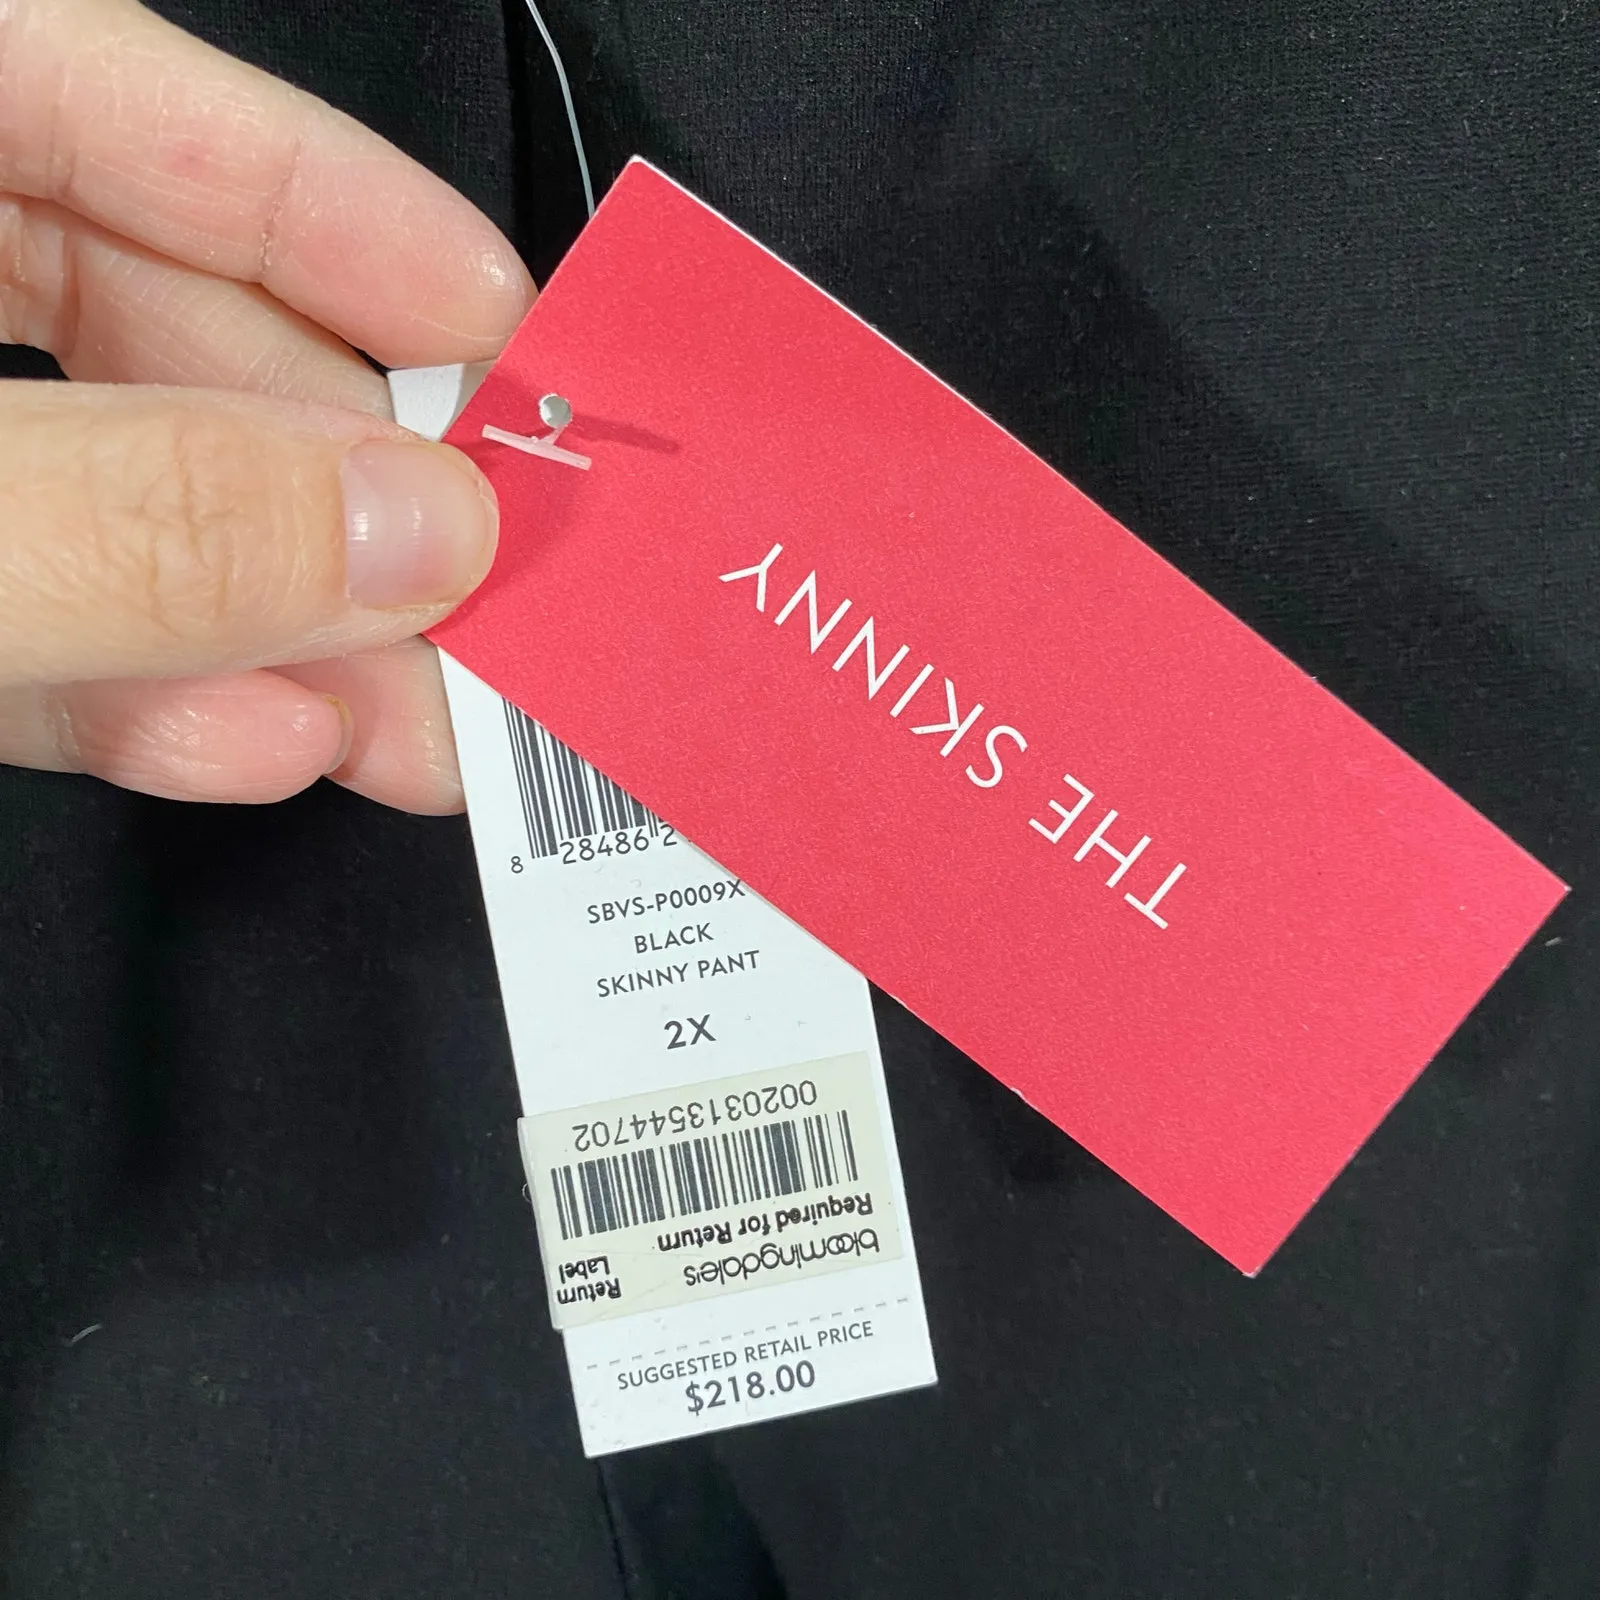 THE SKINNY
8 28486 2
SBVS-P0009X
BLACK
SKINNY PANT
2X
bloomingdale's
Required for Return
Return
Label
0020313544702
SUGGESTED RETAIL PRICE
$218.00